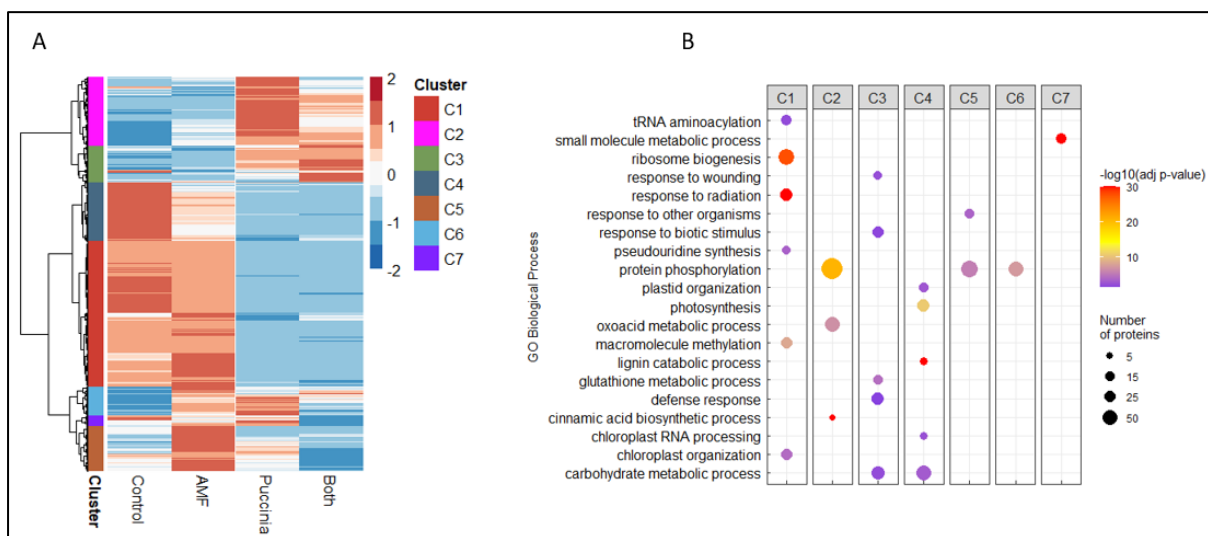 A
2
1
0
-1
-2
Cluster
C1
C2
C3
C4
C5
C6
C7
Cluster
Control
AMF
Puccinia
Both
B
C1 C2 C3 C4 C5 C6 C7
GO Biological Process
tRNA aminoacylation
small molecule metabolic process
ribosome biogenesis
response to wounding
response to radiation
response to other organisms
response to biotic stimulus
pseudouridine synthesis
protein phosphorylation
plastid organization
photosynthesis
oxoacid metabolic process
macromolecule methylation
lignin catabolic process
glutathione metabolic process
defense response
cinnamic acid biosynthetic process
chloroplast RNA processing
chloroplast organization
carbohydrate metabolic process
-log10(adj p-value)
30
20
10
Number
of proteins
5
15
25
50